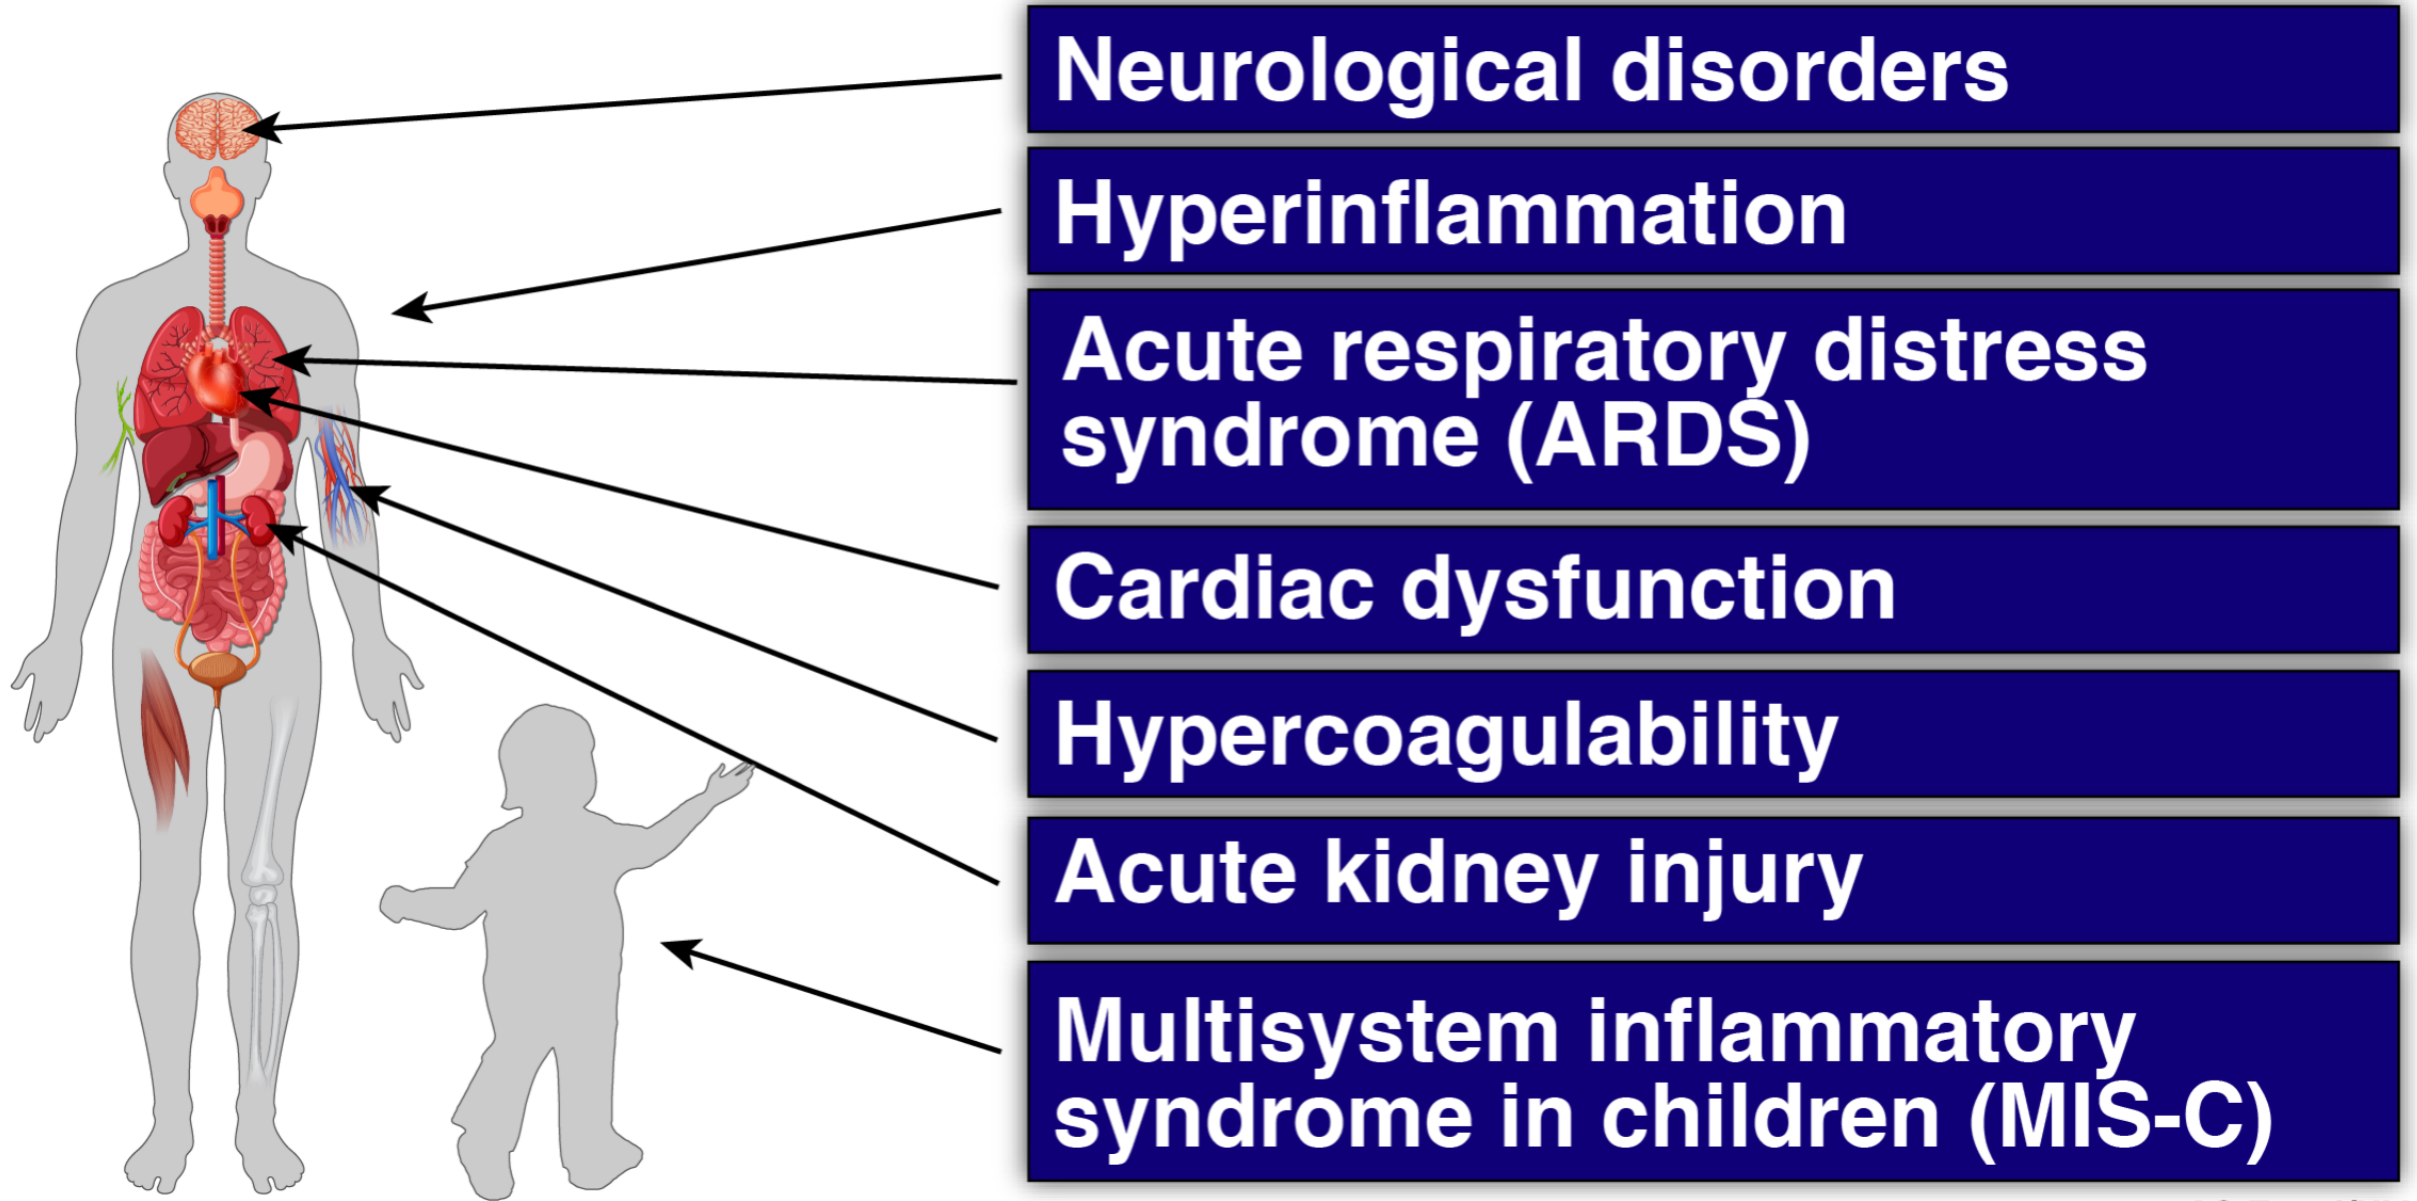 Neurological disorders
Hyperinflammation
Acute respiratory distress
syndrome (ARDS)
Cardiac dysfunction
Hypercoagulability
Acute kidney injury
Multisystem inflammatory
syndrome in children (MIS-C)